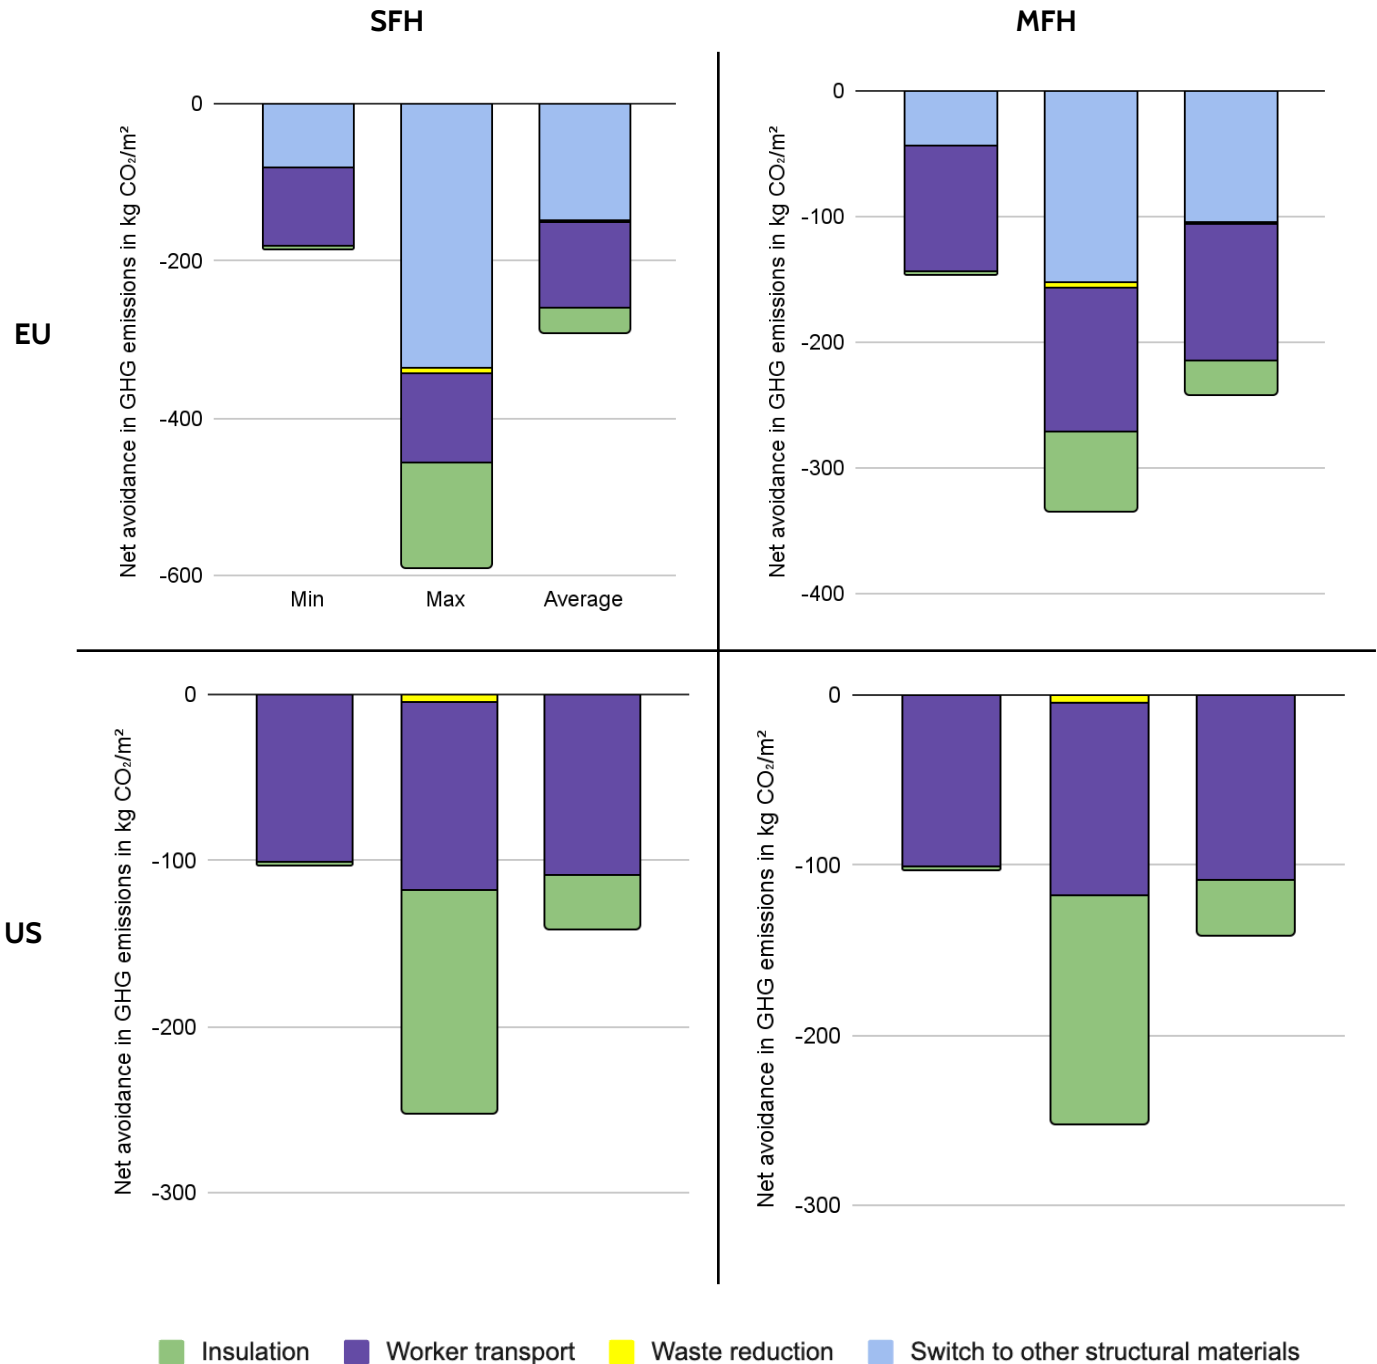 SFH
MFH
EU
US
Net avoidance in GHG emissions in kg CO₂/m²
0
-200
-400
-600
Min
Max
Average
Net avoidance in GHG emissions in kg CO₂/m²
0
-100
-200
-300
-400
Net avoidance in GHG emissions in kg CO₂/m²
0
-100
-200
-300
Net avoidance in GHG emissions in kg CO₂/m²
0
-100
-200
-300
Insulation
Worker transport
Waste reduction
Switch to other structural materials